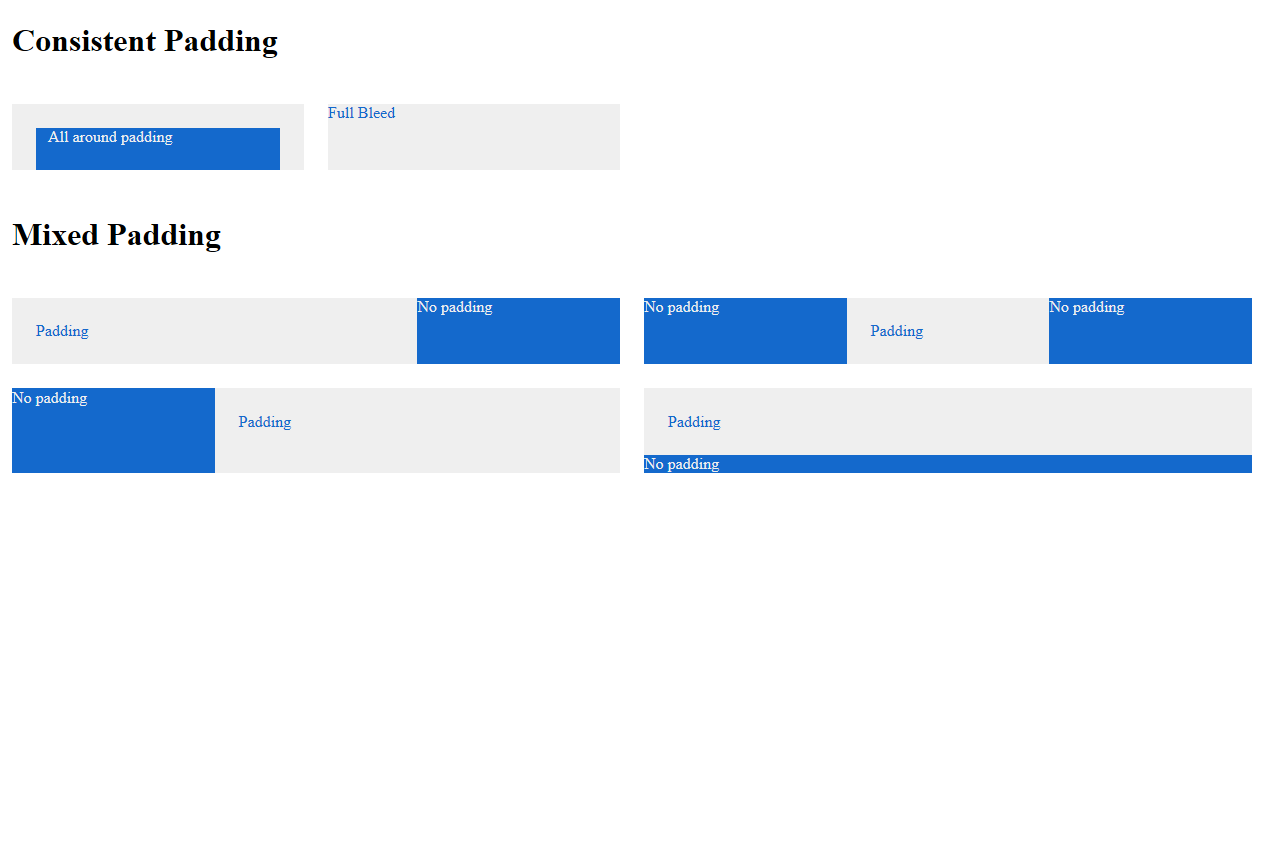 Consistent Padding
All around padding
Full Bleed
Mixed Padding
Padding
No padding
No padding
Padding
No padding
No padding
Padding
Padding
No padding